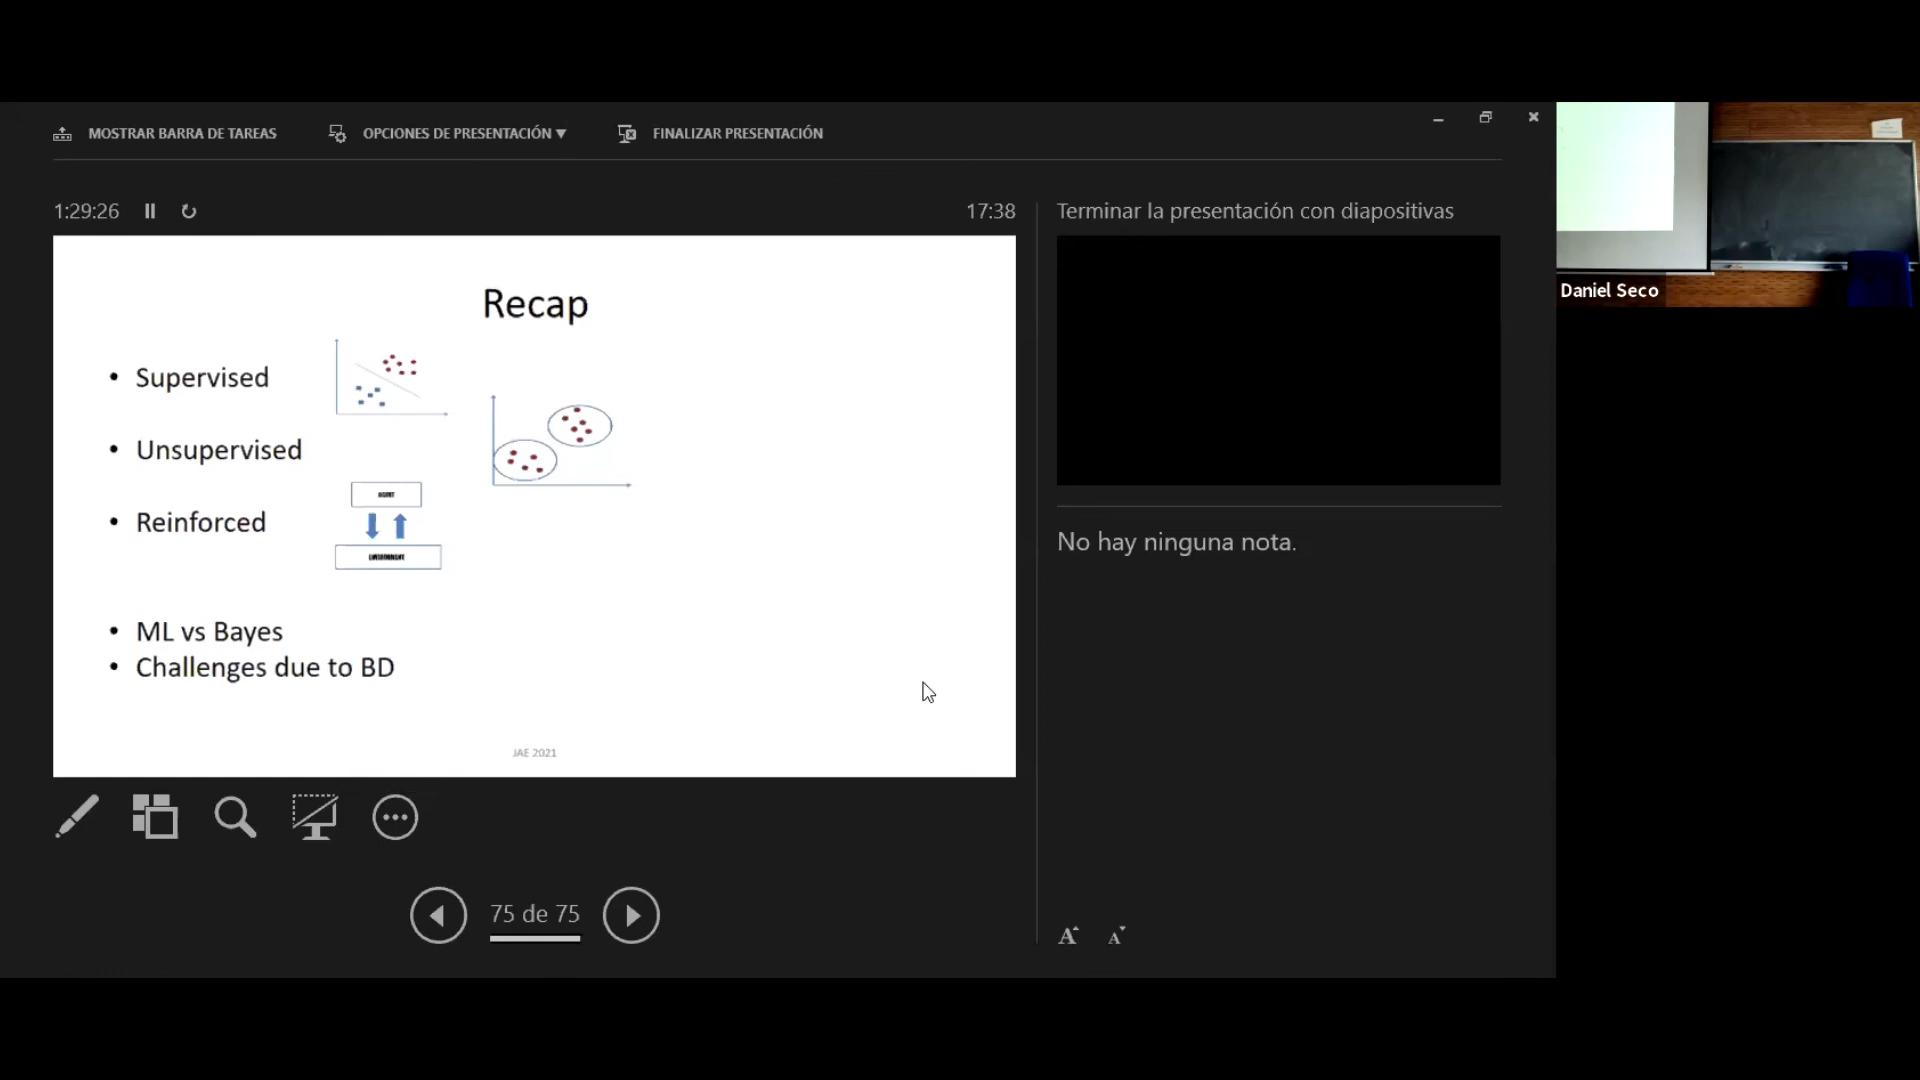 MOSTRAR BARRA DE TAREAS
OPCIONES DE PRESENTACIÓN
FINALIZAR PRESENTACIÓN
1:29:26
17:38
Recap
• Supervised
• Unsupervised
• Reinforced
AGENT
ENVIRONMENT
• ML vs Bayes
• Challenges due to BD
JAE 2021
75 de 75
Terminar la presentación con diapositivas
No hay ninguna nota.
A A
Daniel Seco